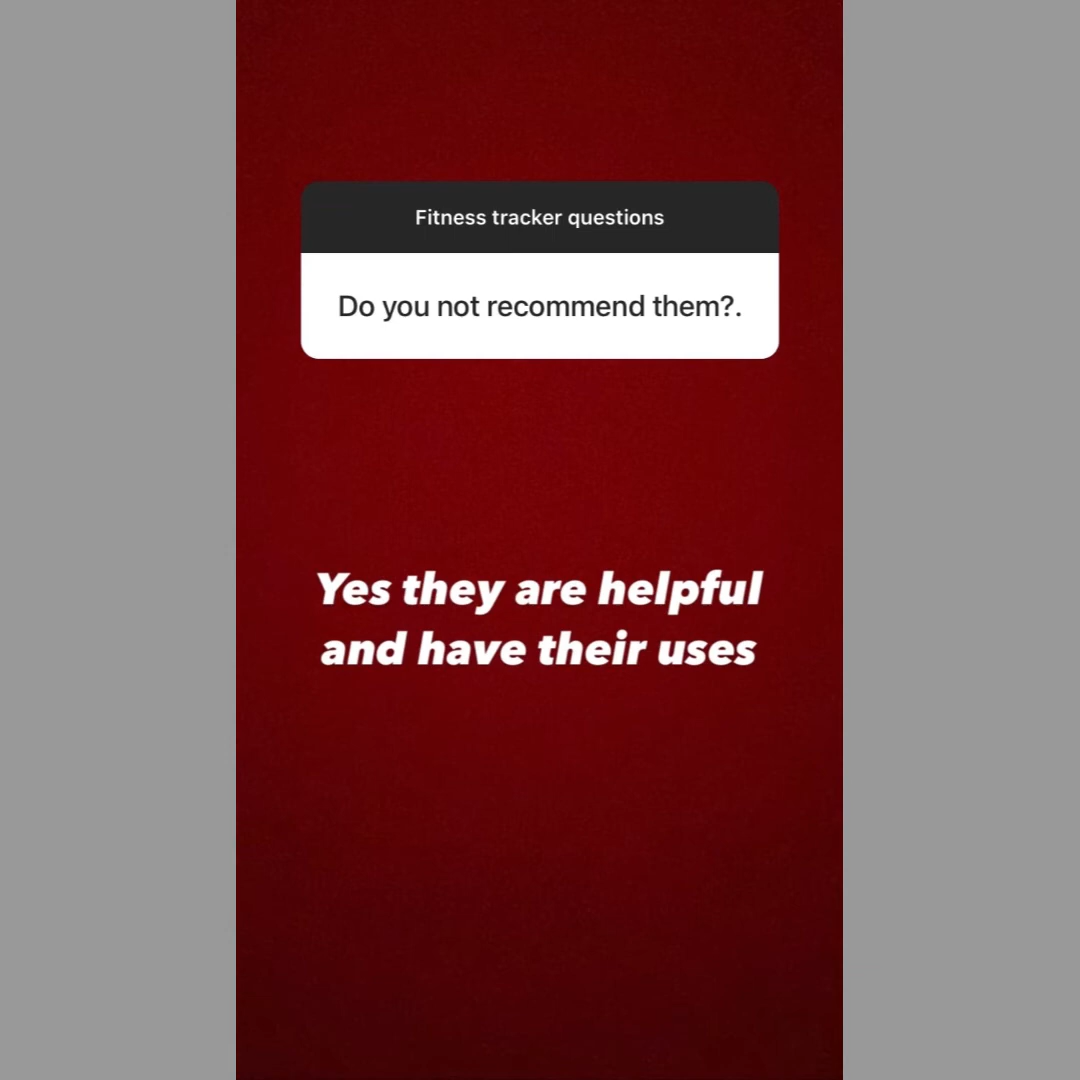 Fitness tracker questions
Do you not recommend them?.
Yes they are helpful
and have their uses